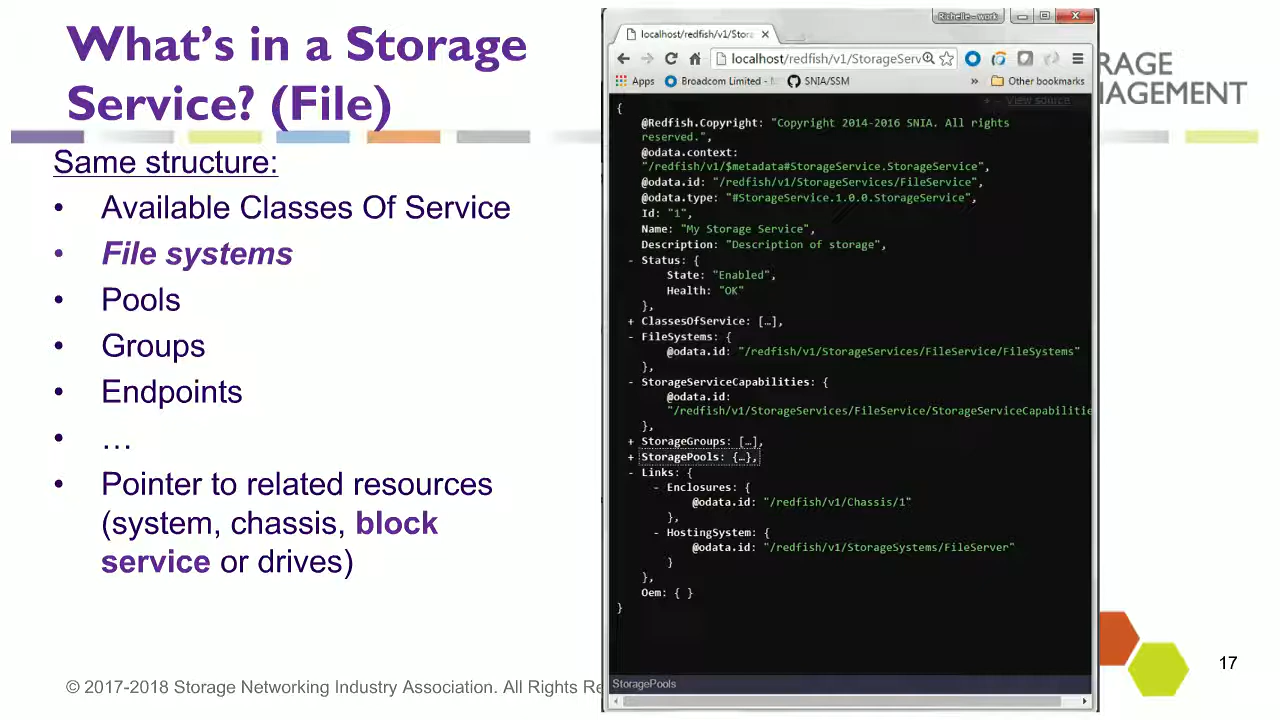 What's in a Storage
Service? (File)
Same structure:
• Available Classes Of Service
• File systems
• Pools
• Groups
• Endpoints
• …
• Pointer to related resources
(system, chassis, block
service or drives)
© 2017-2018 Storage Networking Industry Association. All Rights Re
RAGE
AGEMENT
17
Richelle - work
localhost/redfish/v1/Stora
localhost/redfish/v1/StorageServ
Apps
Broadcom Limited -
SNIA/SSM
»
Other bookmarks
+ - View source
{
@Redfish.Copyright: "Copyright 2014-2016 SNIA. All rights
reserved.",
@odata.context:
"/redfish/v1/$metadata#StorageService.StorageService",
@odata.id: "/redfish/v1/StorageServices/FileService",
@odata.type: "#StorageService.1.0.0.StorageService",
Id: "1",
Name: "My Storage Service",
Description: "Description of storage",
- Status: {
State: "Enabled",
Health: "OK"
},
+ ClassesOfService: […],
- FileSystems: {
@odata.id: "/redfish/v1/StorageServices/FileService/FileSystems"
},
- StorageServiceCapabilities: {
@odata.id:
"/redfish/v1/StorageServices/FileService/StorageServiceCapabilitie
},
+ StorageGroups: […],
+ StoragePools: {…},
- Links: {
- Enclosures: {
@odata.id: "/redfish/v1/Chassis/1"
},
- HostingSystem: {
@odata.id: "/redfish/v1/StorageSystems/FileServer"
}
},
Oem: { }
}
StoragePools